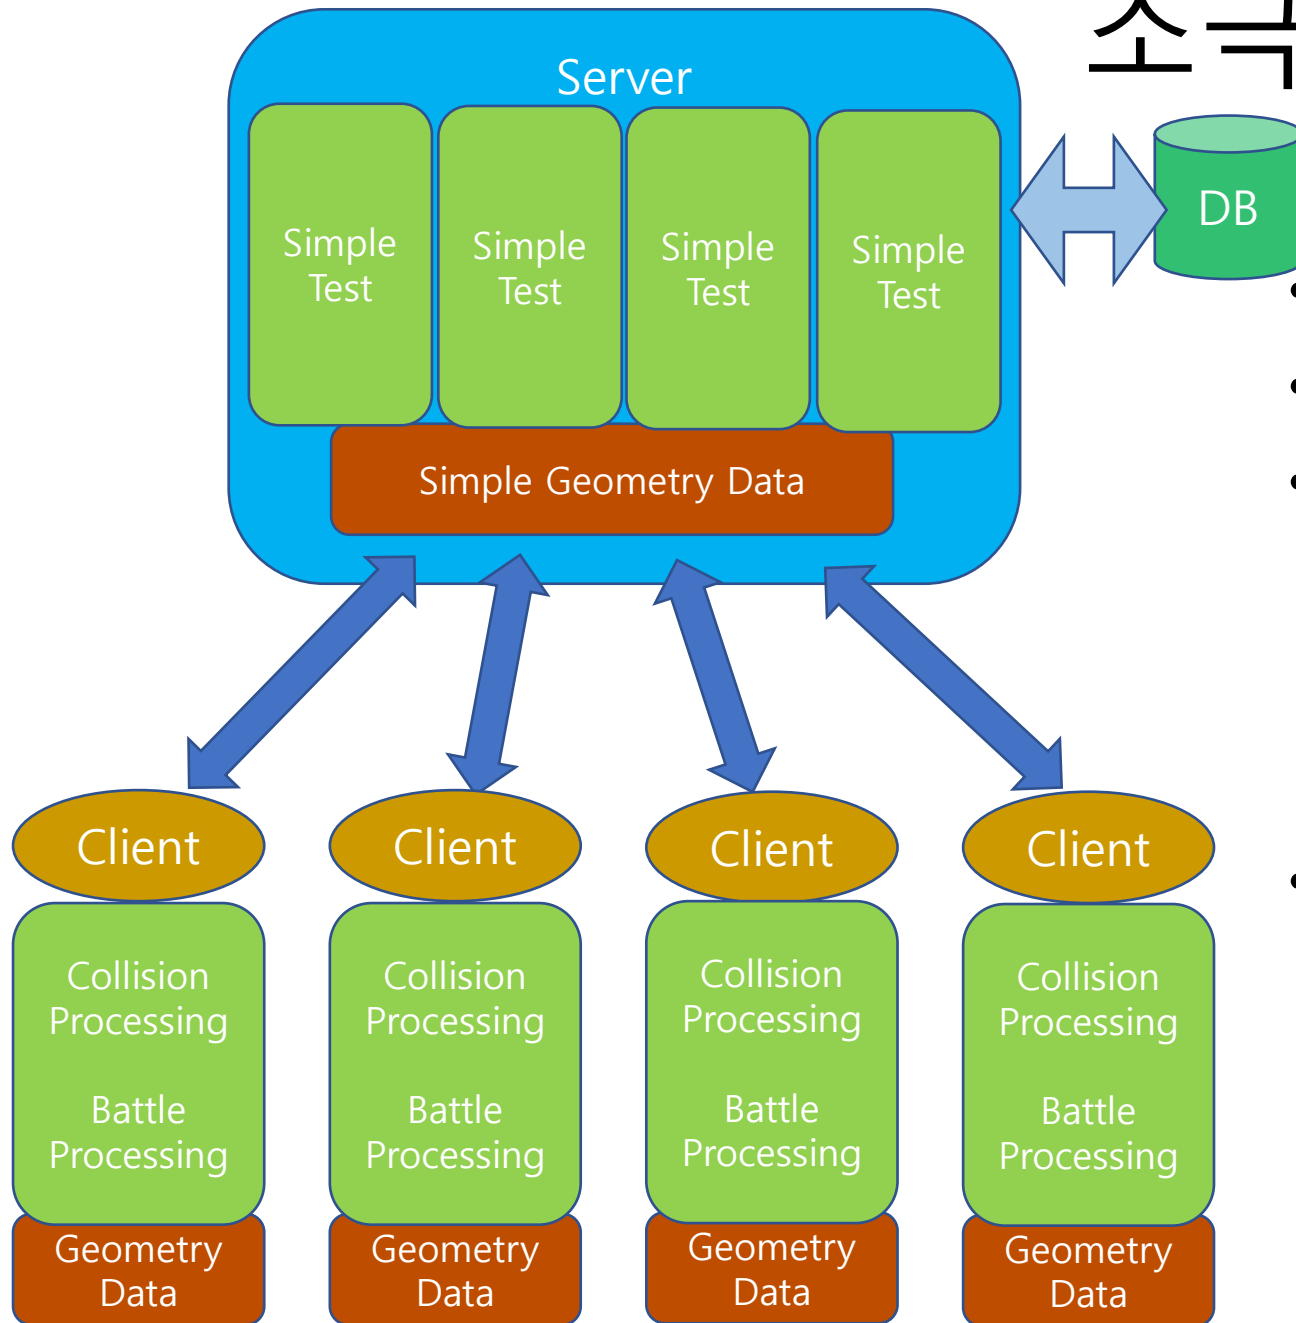 소극
Server
DB
Simple
Test
Simple
Test
Simple
Test
Simple
Test
Simple Geometry Data
Client
Client
Client
Client
Collision
Processing
Battle
Processing
Collision
Processing
Battle
Processing
Collision
Processing
Battle
Processing
Collision
Processing
Battle
Processing
Geometry
Data
Geometry
Data
Geometry
Data
Geometry
Data